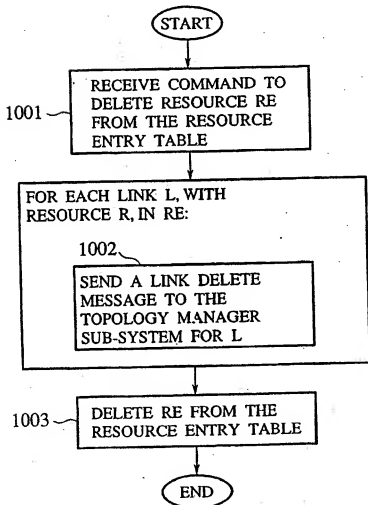 START
RECEIVE COMMAND TO
DELETE RESOURCE RE
FROM THE RESOURCE
ENTRY TABLE
1001
FOR EACH LINK L, WITH
RESOURCE R, IN RE:
1002
SEND A LINK DELETE
MESSAGE TO THE
TOPOLOGY MANAGER
SUB-SYSTEM FOR L
1003
DELETE RE FROM THE
RESOURCE ENTRY TABLE
END